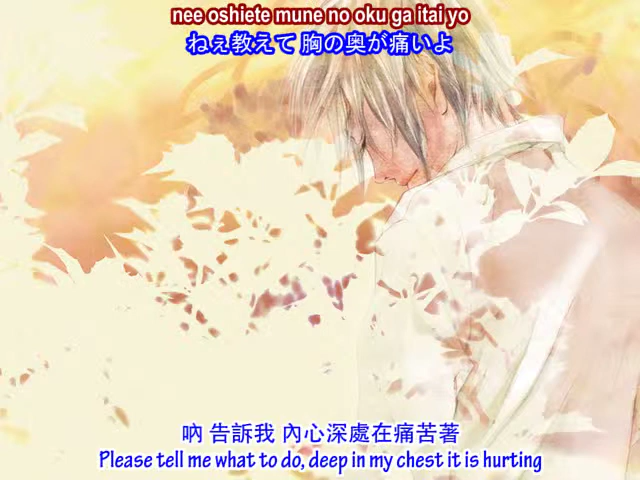 nee oshiete mune no oku ga itai yo
ねぇ教えて 胸の奥が痛いよ
吶 告訴我 內心深處在痛苦著
Please tell me what to do, deep in my chest it is hurting